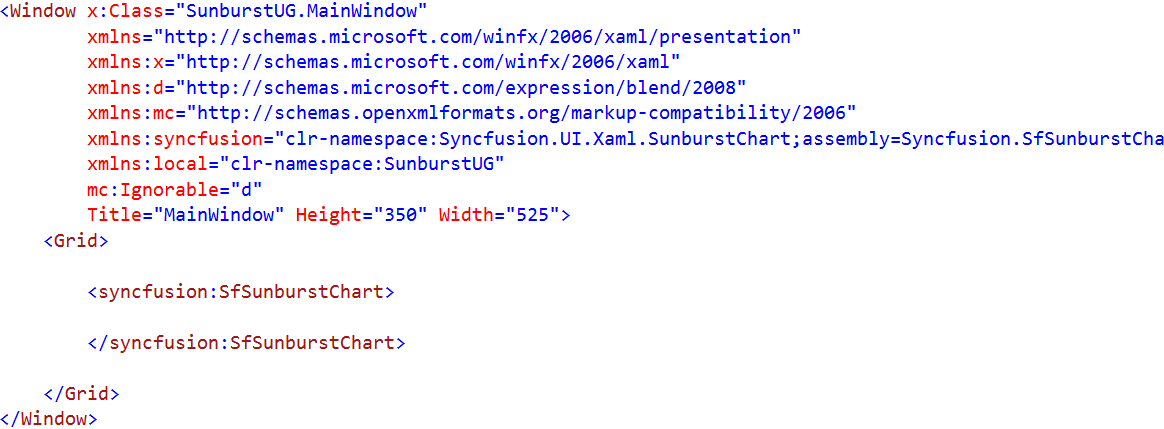 <Window x:Class="SunburstUG.MainWindow"
xmlns="http://schemas.microsoft.com/winfx/2006/xaml/presentation"
xmlns:x="http://schemas.microsoft.com/winfx/2006/xaml"
xmlns:d="http://schemas.microsoft.com/expression/blend/2008"
xmlns:mc="http://schemas.openxmlformats.org/markup-compatibility/2006"
xmlns:syncfusion="clr-namespace:Syncfusion.UI.Xaml.SunburstChart;assembly=Syncfusion.SfSunburstCha
xmlns:local="clr-namespace:SunburstUG"
mc:Ignorable="d"
Title="MainWindow" Height="350" Width="525">
<Grid>
<syncfusion:SfSunburstChart>
</syncfusion:SfSunburstChart>
</Grid>
</Window>